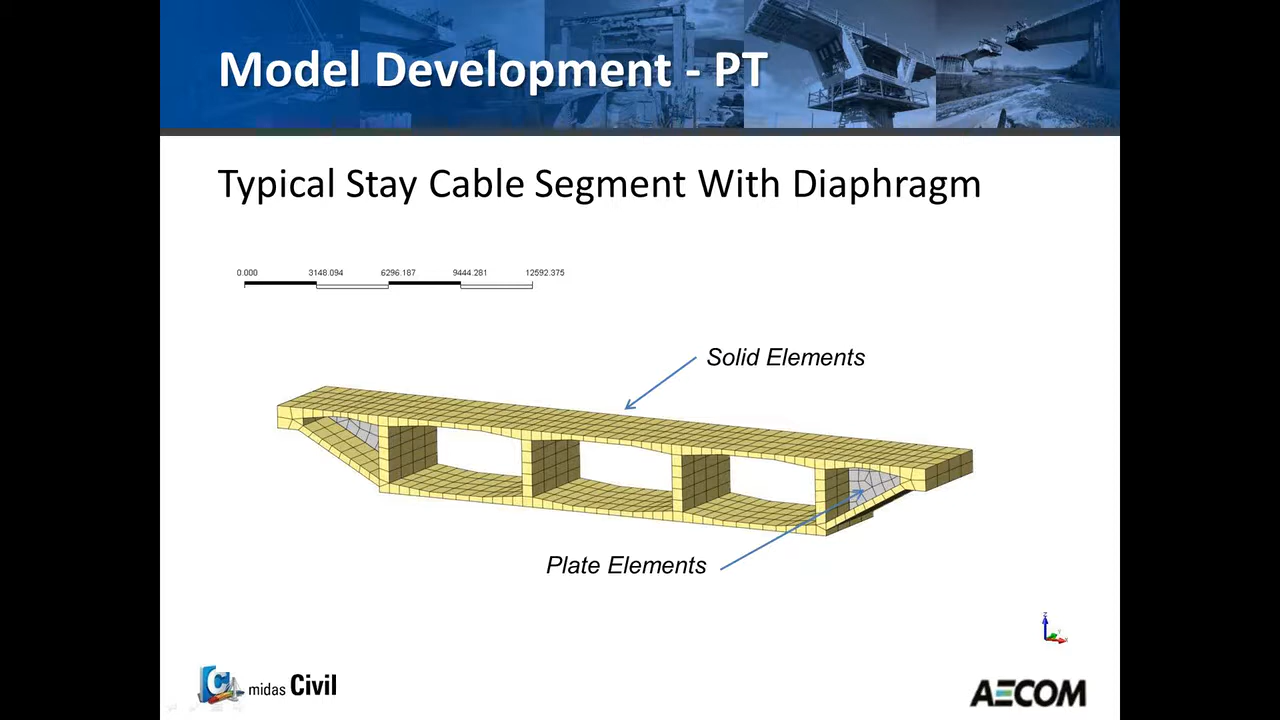 Model Development - PT
Typical Stay Cable Segment With Diaphragm
0.000 3148.094 6296.187 9444.281 12592.375
Solid Elements
Plate Elements
midas Civil
AECOM